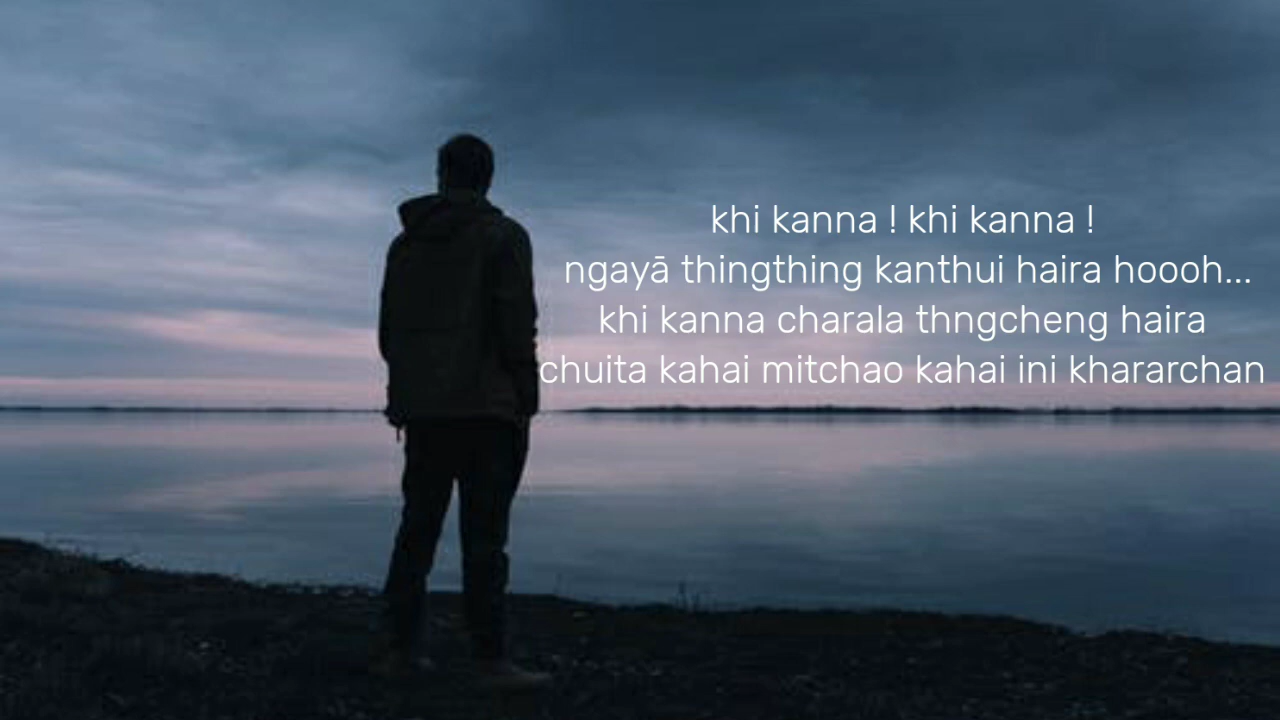 khi kanna ! khi kanna !
ngayā thingthing kanthui haira hoooh...
khi kanna charala thngcheng haira
chuita kahai mitchao kahai ini khararchan